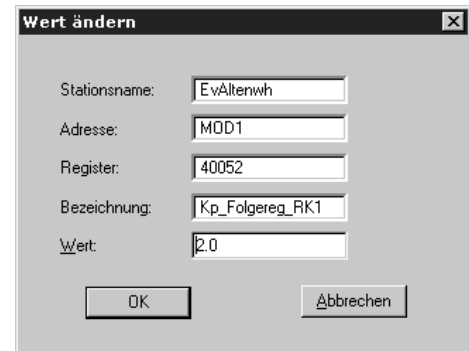 Wert ändern
Stationsname: EvAltenwh
Adresse: MOD1
Register: 40052
Bezeichnung: Kp_Folgereg_RK1
Wert: 2.0
OK Abbrechen